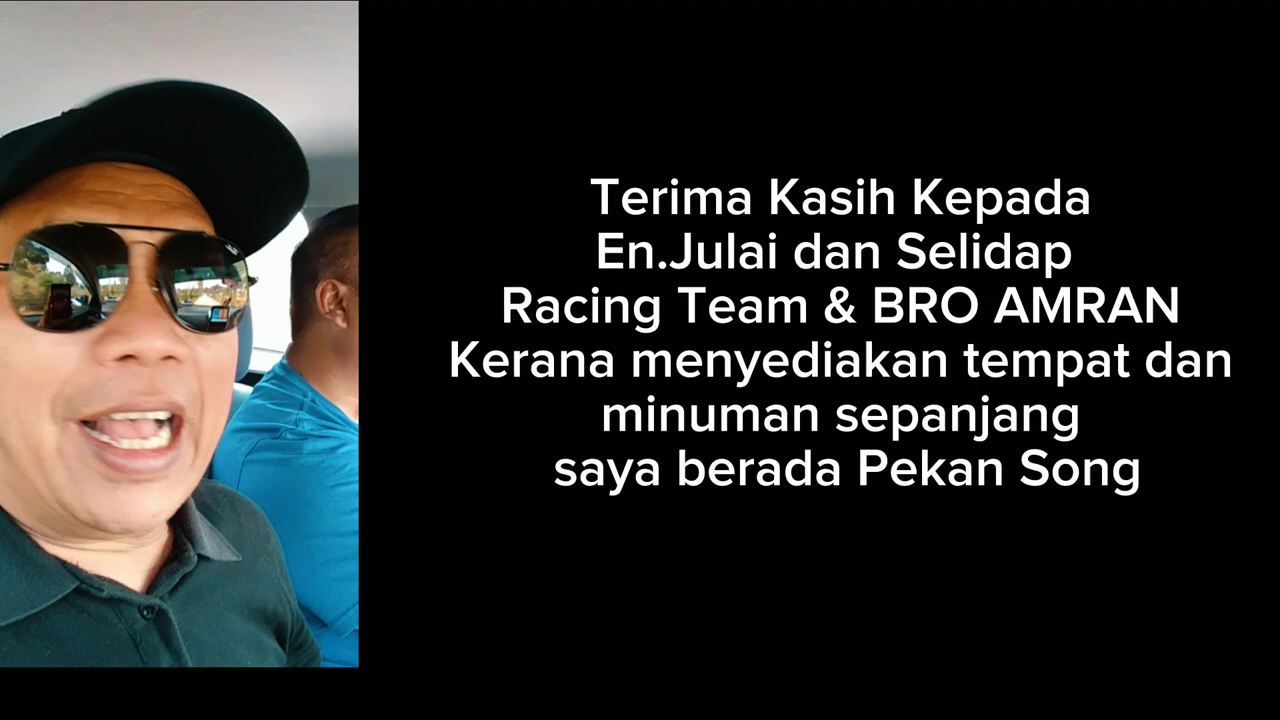 Terima Kasih Kepada
En.Julai dan Selidap
Racing Team & BRO AMRAN
Kerana menyediakan tempat dan
minuman sepanjang
saya berada Pekan Song